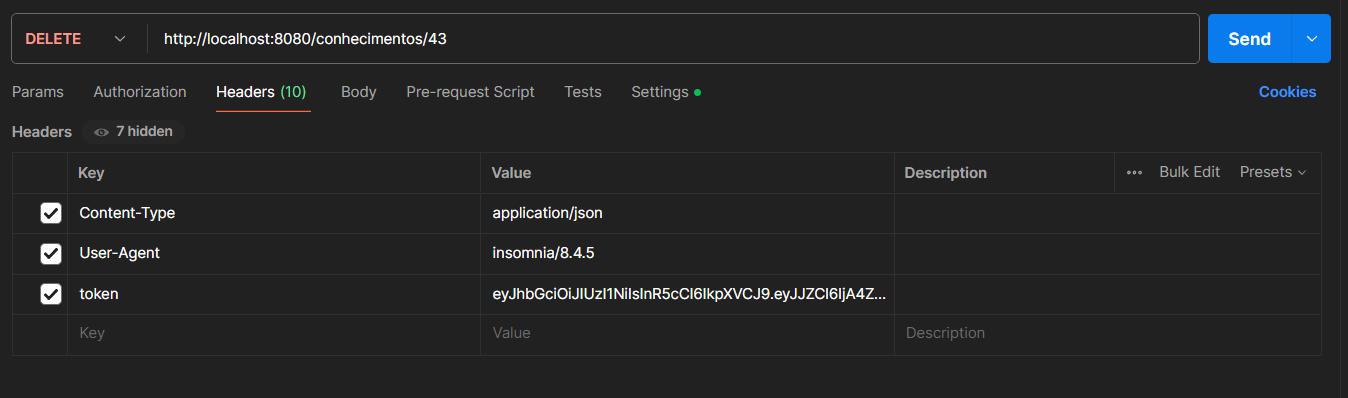 DELETE http://localhost:8080/conhecimentos/43 Send
Params Authorization Headers (10) Body Pre-request Script Tests Settings Cookies
Headers 7 hidden
Key Value Description Bulk Edit Presets
Content-Type application/json
User-Agent insomnia/8.4.5
token eyJhbGciOiJIUzI1NiIsInR5cCI6IkpXVCJ9.eyJJZCI6IjA4Z...
Key Value Description